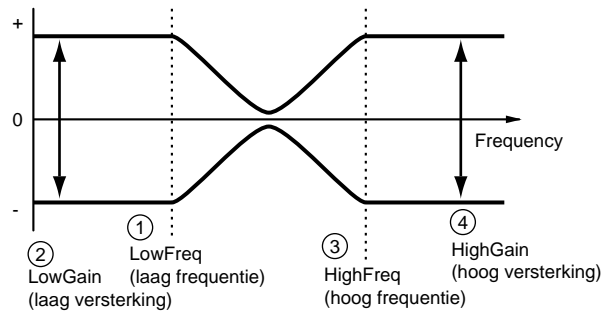 +
0
Frequency
-
1
LowFreq
(laag frequentie)
2
LowGain
(laag versterking)
3
HighFreq
(hoog frequentie)
4
HighGain
(hoog versterking)